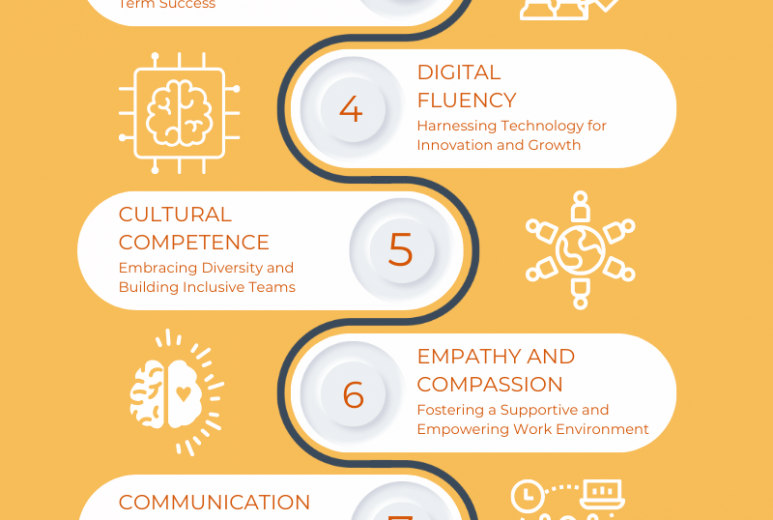 Term Success
4
DIGITAL
FLUENCY
Harnessing Technology for
Innovation and Growth
CULTURAL
COMPETENCE
Embracing Diversity and
Building Inclusive Teams
5
6
EMPATHY AND
COMPASSION
Fostering a Supportive and
Empowering Work Environment
COMMUNICATION
7